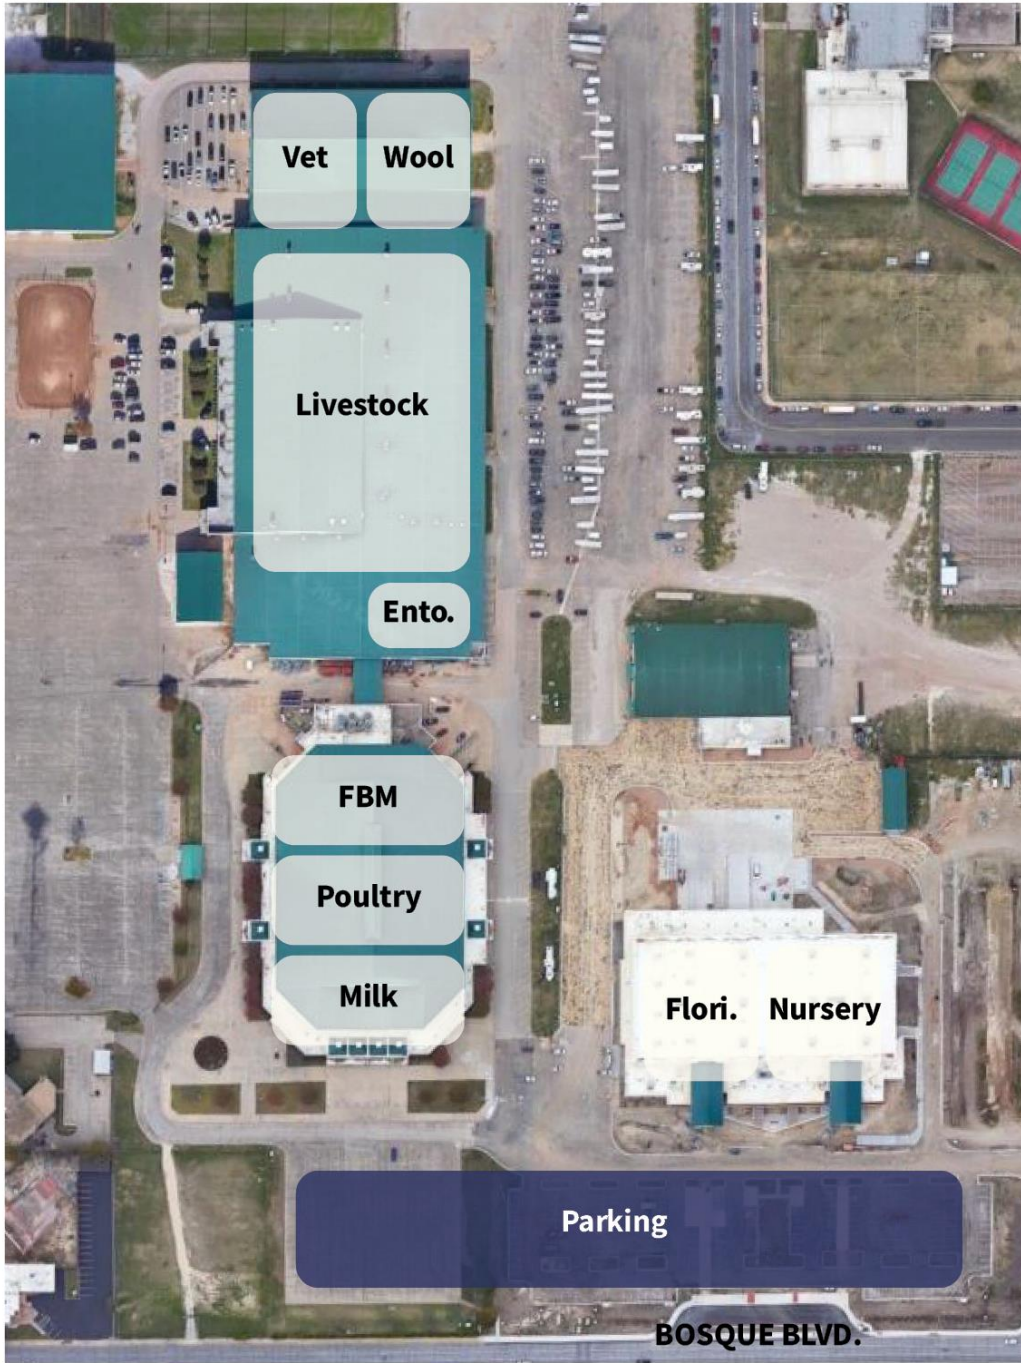 Vet Wool
Livestock
Ento.
FBM
Poultry
Milk
Flori. Nursery
Parking
BOSQUE BLVD.